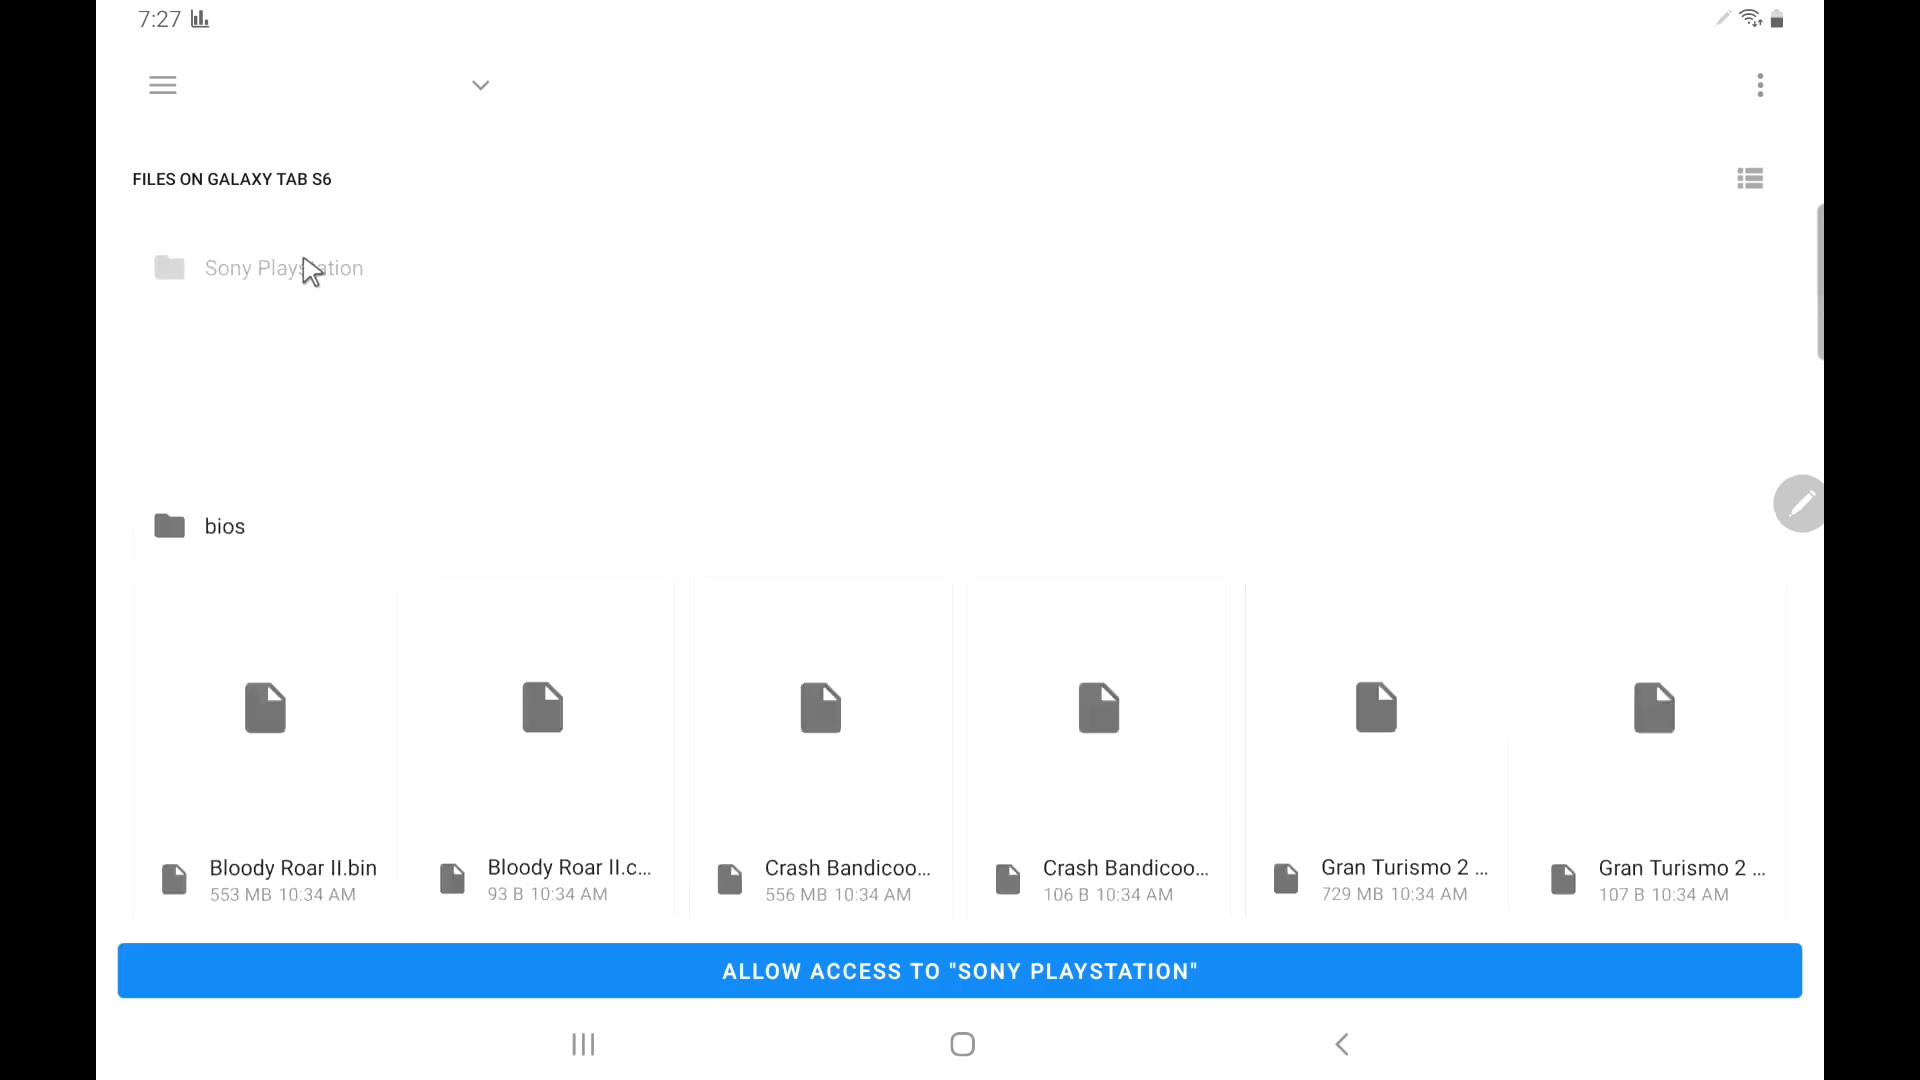 7:27
FILES ON GALAXY TAB S6
Sony Playstation
bios
Bloody Roar II.bin
553 MB 10:34 AM
Bloody Roar II.c...
93 B 10:34 AM
Crash Bandicoo...
556 MB 10:34 AM
Crash Bandicoo...
106 B 10:34 AM
Gran Turismo 2 ...
729 MB 10:34 AM
Gran Turismo 2 ...
107 B 10:34 AM
ALLOW ACCESS TO "SONY PLAYSTATION"